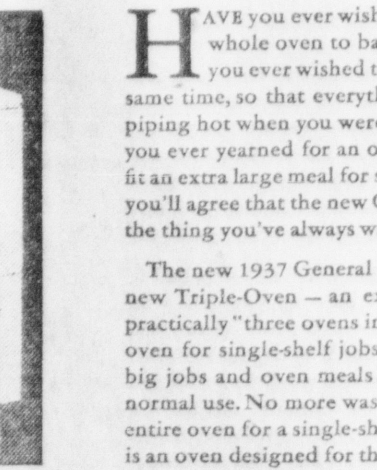 HAVE you ever wish
whole oven to ba
you ever wished t
same time, so that everyth
piping hot when you were
you ever yearned for an o
fit an extra large meal for s
you'll agree that the new G
the thing you've always w
The new 1937 General
new Triple-Oven — an ex
practically "three ovens in
oven for single-shelf jobs
big jobs and oven meals
normal use. No more was
entire oven for a single-sh
is an oven designed for th